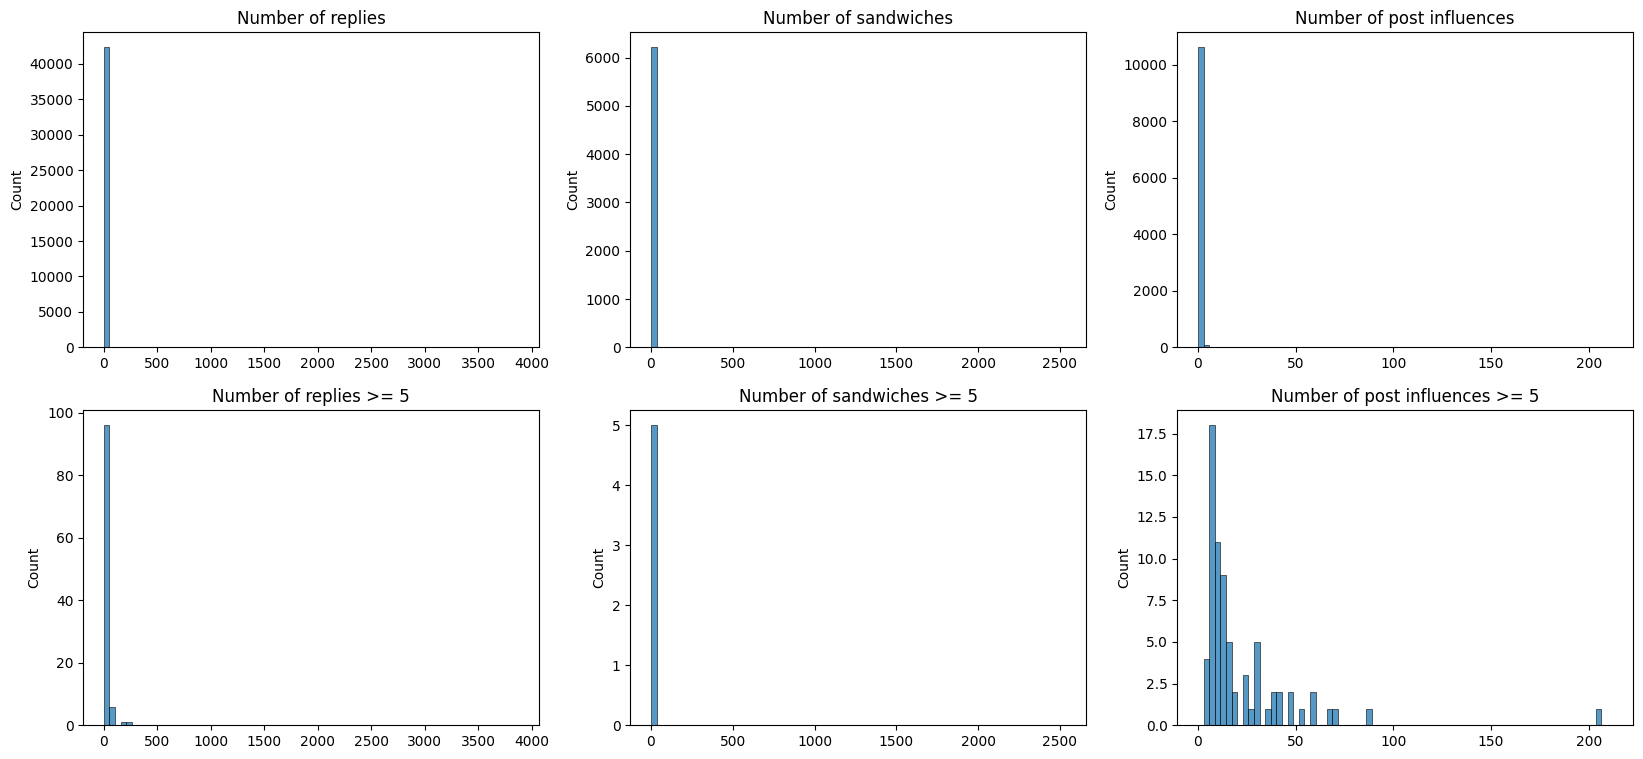 Number of replies
Count
40000
35000
30000
25000
20000
15000
10000
5000
0
0 500 1000 1500 2000 2500 3000 3500 4000
Number of sandwiches
Count
6000
5000
4000
3000
2000
1000
0
0 500 1000 1500 2000 2500
Number of post influences
Count
10000
8000
6000
4000
2000
0
0 50 100 150 200
Number of replies >= 5
Count
100
80
60
40
20
0
0 500 1000 1500 2000 2500 3000 3500 4000
Number of sandwiches >= 5
Count
5
4
3
2
1
0
0 500 1000 1500 2000 2500
Number of post influences >= 5
Count
17.5
15.0
12.5
10.0
7.5
5.0
2.5
0.0
0 50 100 150 200